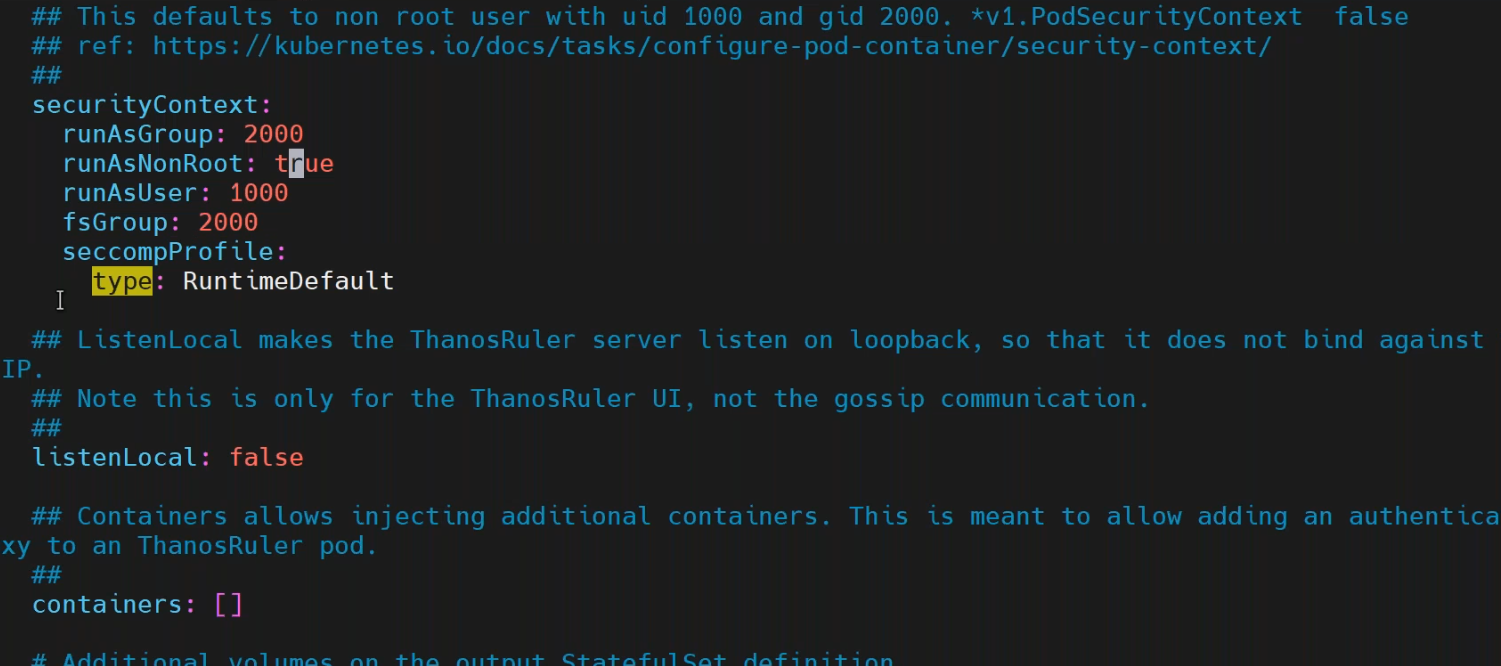 ## This defaults to non root user with uid 1000 and gid 2000. *v1.PodSecurityContext  false
## ref: https://kubernetes.io/docs/tasks/configure-pod-container/security-context/
##
securityContext:
runAsGroup: 2000
runAsNonRoot: true
runAsUser: 1000
fsGroup: 2000
seccompProfile:
type: RuntimeDefault
## ListenLocal makes the ThanosRuler server listen on loopback, so that it does not bind against
IP.
## Note this is only for the ThanosRuler UI, not the gossip communication.
##
listenLocal: false
## Containers allows injecting additional containers. This is meant to allow adding an authentica
xy to an ThanosRuler pod.
##
containers: []
# Additional volumes on the output StatefulSet definition